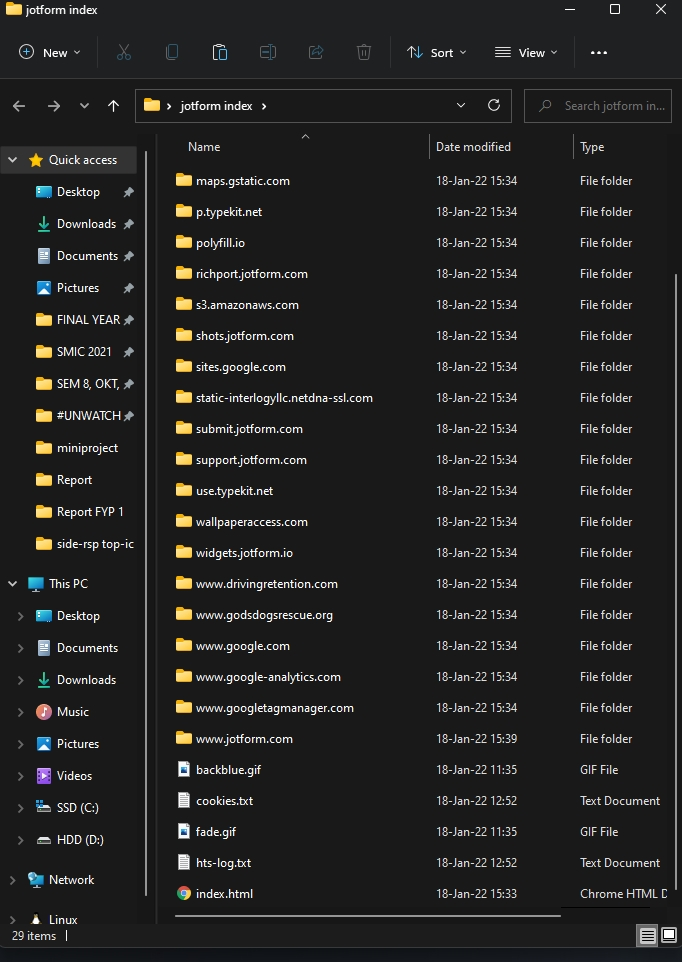 jotform index
New
Sort
View
jotform index
Search jotform in...
Name Date modified Type
Quick access
Desktop
Downloads
Documents
Pictures
FINAL YEAR
SMIC 2021
SEM 8, OKT,
#UNWATCH
miniproject
Report
Report FYP 1
side-rsp top-ic
This PC
Desktop
Documents
Downloads
Music
Pictures
Videos
SSD (C:)
HDD (D:)
Network
Linux
maps.gstatic.com 18-Jan-22 15:34 File folder
p.typekit.net 18-Jan-22 15:34 File folder
polyfill.io 18-Jan-22 15:34 File folder
richport.jotform.com 18-Jan-22 15:34 File folder
s3.amazonaws.com 18-Jan-22 15:34 File folder
shots.jotform.com 18-Jan-22 15:34 File folder
sites.google.com 18-Jan-22 15:34 File folder
static-interlogyllc.netdna-ssl.com 18-Jan-22 15:34 File folder
submit.jotform.com 18-Jan-22 15:34 File folder
support.jotform.com 18-Jan-22 15:34 File folder
use.typekit.net 18-Jan-22 15:34 File folder
wallpaperaccess.com 18-Jan-22 15:34 File folder
widgets.jotform.io 18-Jan-22 15:34 File folder
www.drivingretention.com 18-Jan-22 15:34 File folder
www.godsdogsrescue.org 18-Jan-22 15:34 File folder
www.google.com 18-Jan-22 15:34 File folder
www.google-analytics.com 18-Jan-22 15:34 File folder
www.googletagmanager.com 18-Jan-22 15:34 File folder
www.jotform.com 18-Jan-22 15:39 File folder
backblue.gif 18-Jan-22 11:35 GIF File
cookies.txt 18-Jan-22 12:52 Text Document
fade.gif 18-Jan-22 11:35 GIF File
hts-log.txt 18-Jan-22 12:52 Text Document
index.html 18-Jan-22 15:33 Chrome HTML D
29 items